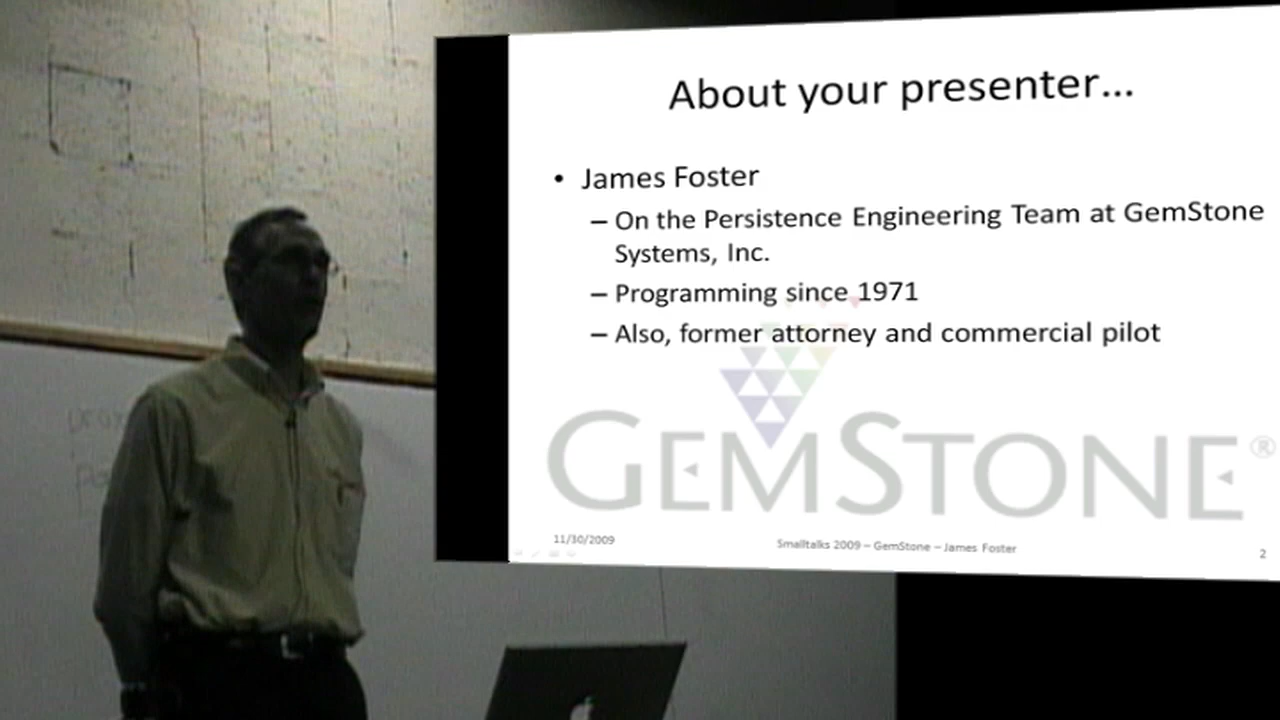 About your presenter...
• James Foster
– On the Persistence Engineering Team at GemStone
Systems, Inc.
– Programming since 1971
– Also, former attorney and commercial pilot
GEMSTONE®
11/30/2009
Smalltalks 2009 – GemStone – James Foster
2